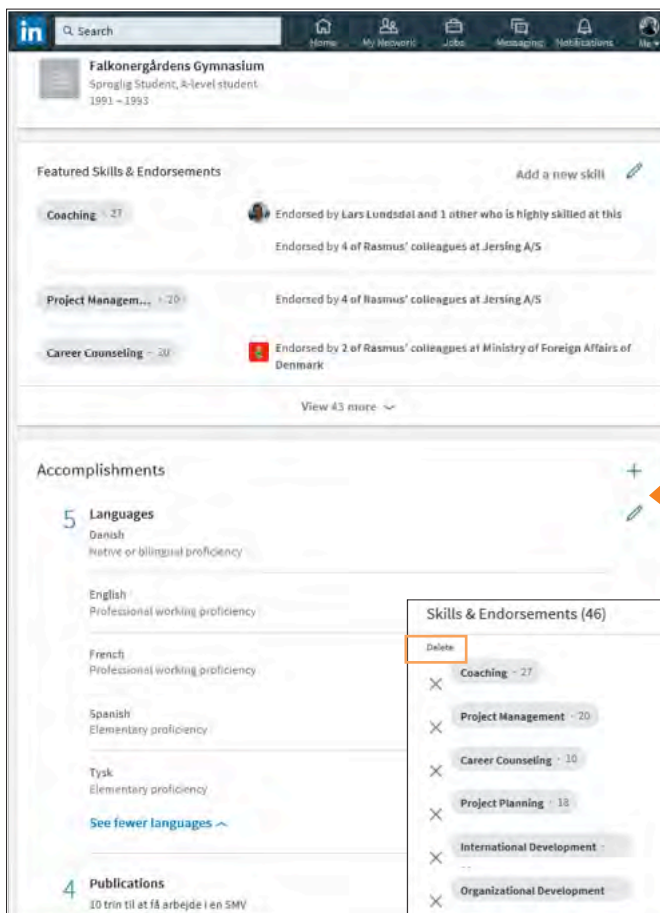 in
Search
Home My Network Jobs Messaging Notifications Me
Falkonergårdens Gymnasium
Sproglig Student, A-level student
1991 – 1993
Featured Skills & Endorsements
Add a new skill
Coaching · 27
Endorsed by Lars Lundsdal and 1 other who is highly skilled at this
Endorsed by 4 of Rasmus' colleagues at Jersing A/S
Project Managem... · 20
Endorsed by 4 of Rasmus' colleagues at Jersing A/S
Career Counseling ·
Endorsed by 2 of Rasmus' colleagues at Ministry of Foreign Affairs of
Denmark
View 43 more
Accomplishments
5 Languages
Danish
Native or bilingual proficiency
English
Professional working proficiency
French
Professional working proficiency
Spanish
Elementary proficiency
Tysk
Elementary proficiency
See fewer languages
4 Publications
10 trin til at få arbejde i en SMV
Skills & Endorsements (46)
Delete
Coaching · 27
Project Management · 20
Career Counseling · 10
Project Planning · 18
International Development ·
Organizational Development